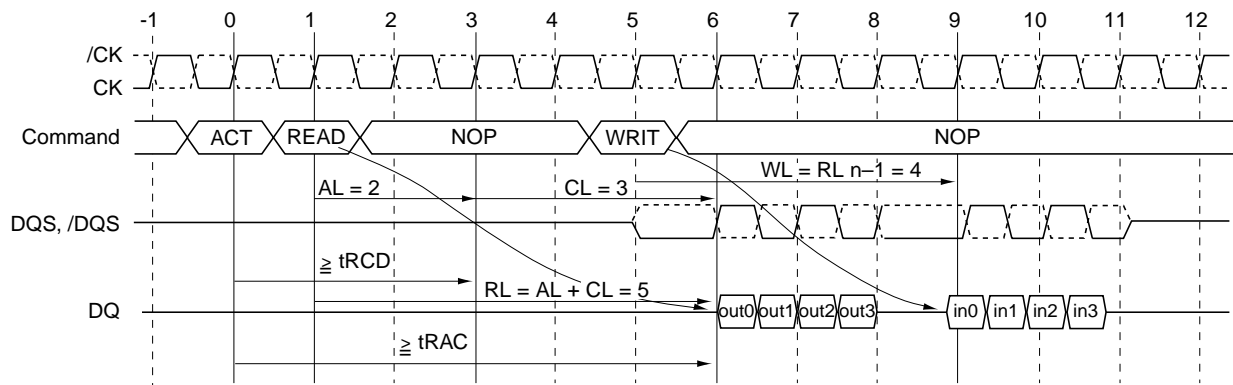 -1 0 1 2 3 4 5 6 7 8 9 10 11 12
/CK
CK
Command ACT READ NOP WRIT NOP
WL = RL n–1 = 4
AL = 2 CL = 3
DQS, /DQS
≧ tRCD
RL = AL + CL = 5
DQ out0 out1 out2 out3 in0 in1 in2 in3
≧ tRAC